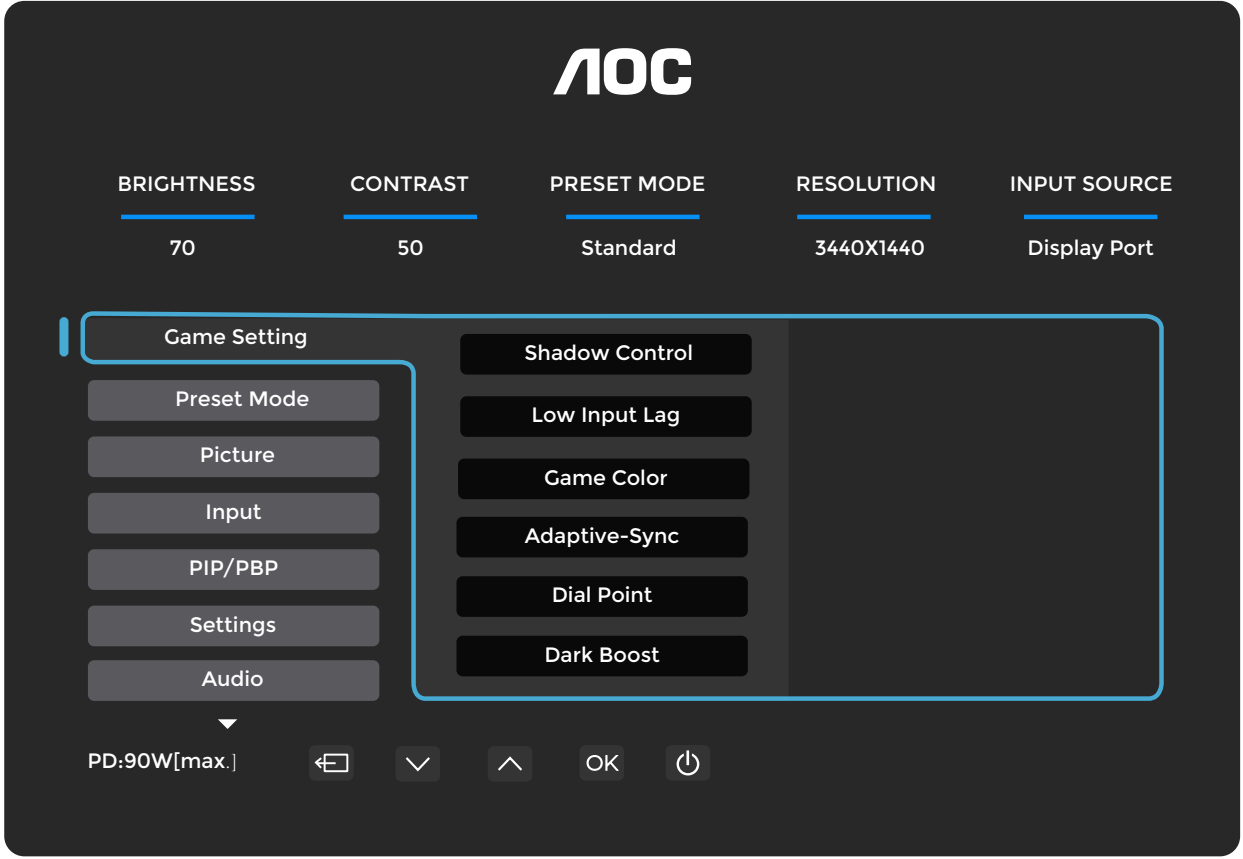 AOC
BRIGHTNESS CONTRAST PRESET MODE RESOLUTION INPUT SOURCE
70 50 Standard 3440X1440 Display Port
Game Setting
Preset Mode
Picture
Input
PIP/PBP
Settings
Audio
Shadow Control
Low Input Lag
Game Color
Adaptive-Sync
Dial Point
Dark Boost
PD:90W[max.] OK